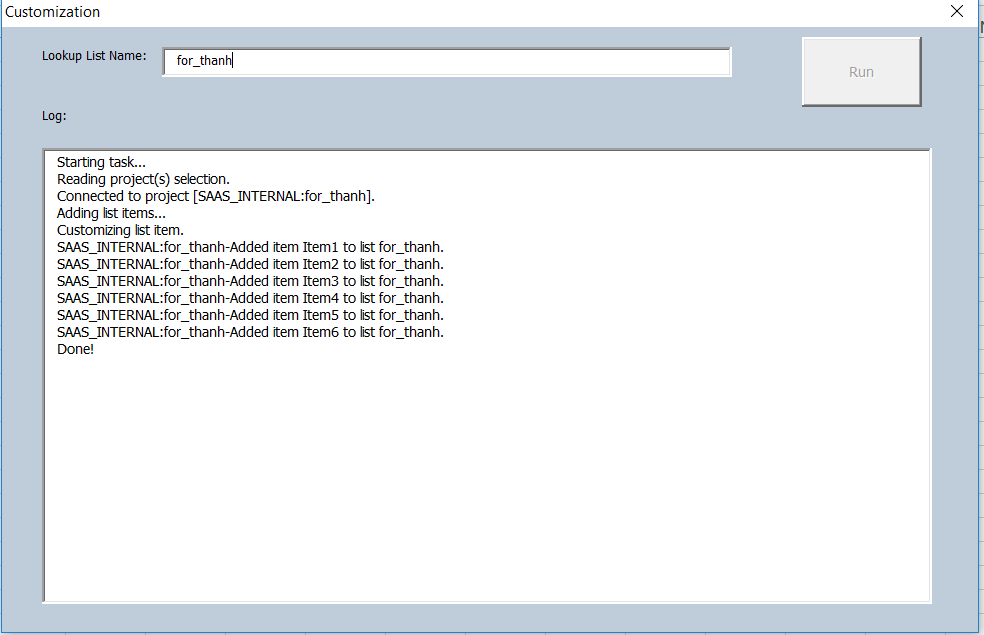 Customization
Lookup List Name: for_thanh
Run
Log:
Starting task...
Reading project(s) selection.
Connected to project [SAAS_INTERNAL:for_thanh].
Adding list items...
Customizing list item.
SAAS_INTERNAL:for_thanh-Added item Item1 to list for_thanh.
SAAS_INTERNAL:for_thanh-Added item Item2 to list for_thanh.
SAAS_INTERNAL:for_thanh-Added item Item3 to list for_thanh.
SAAS_INTERNAL:for_thanh-Added item Item4 to list for_thanh.
SAAS_INTERNAL:for_thanh-Added item Item5 to list for_thanh.
SAAS_INTERNAL:for_thanh-Added item Item6 to list for_thanh.
Done!